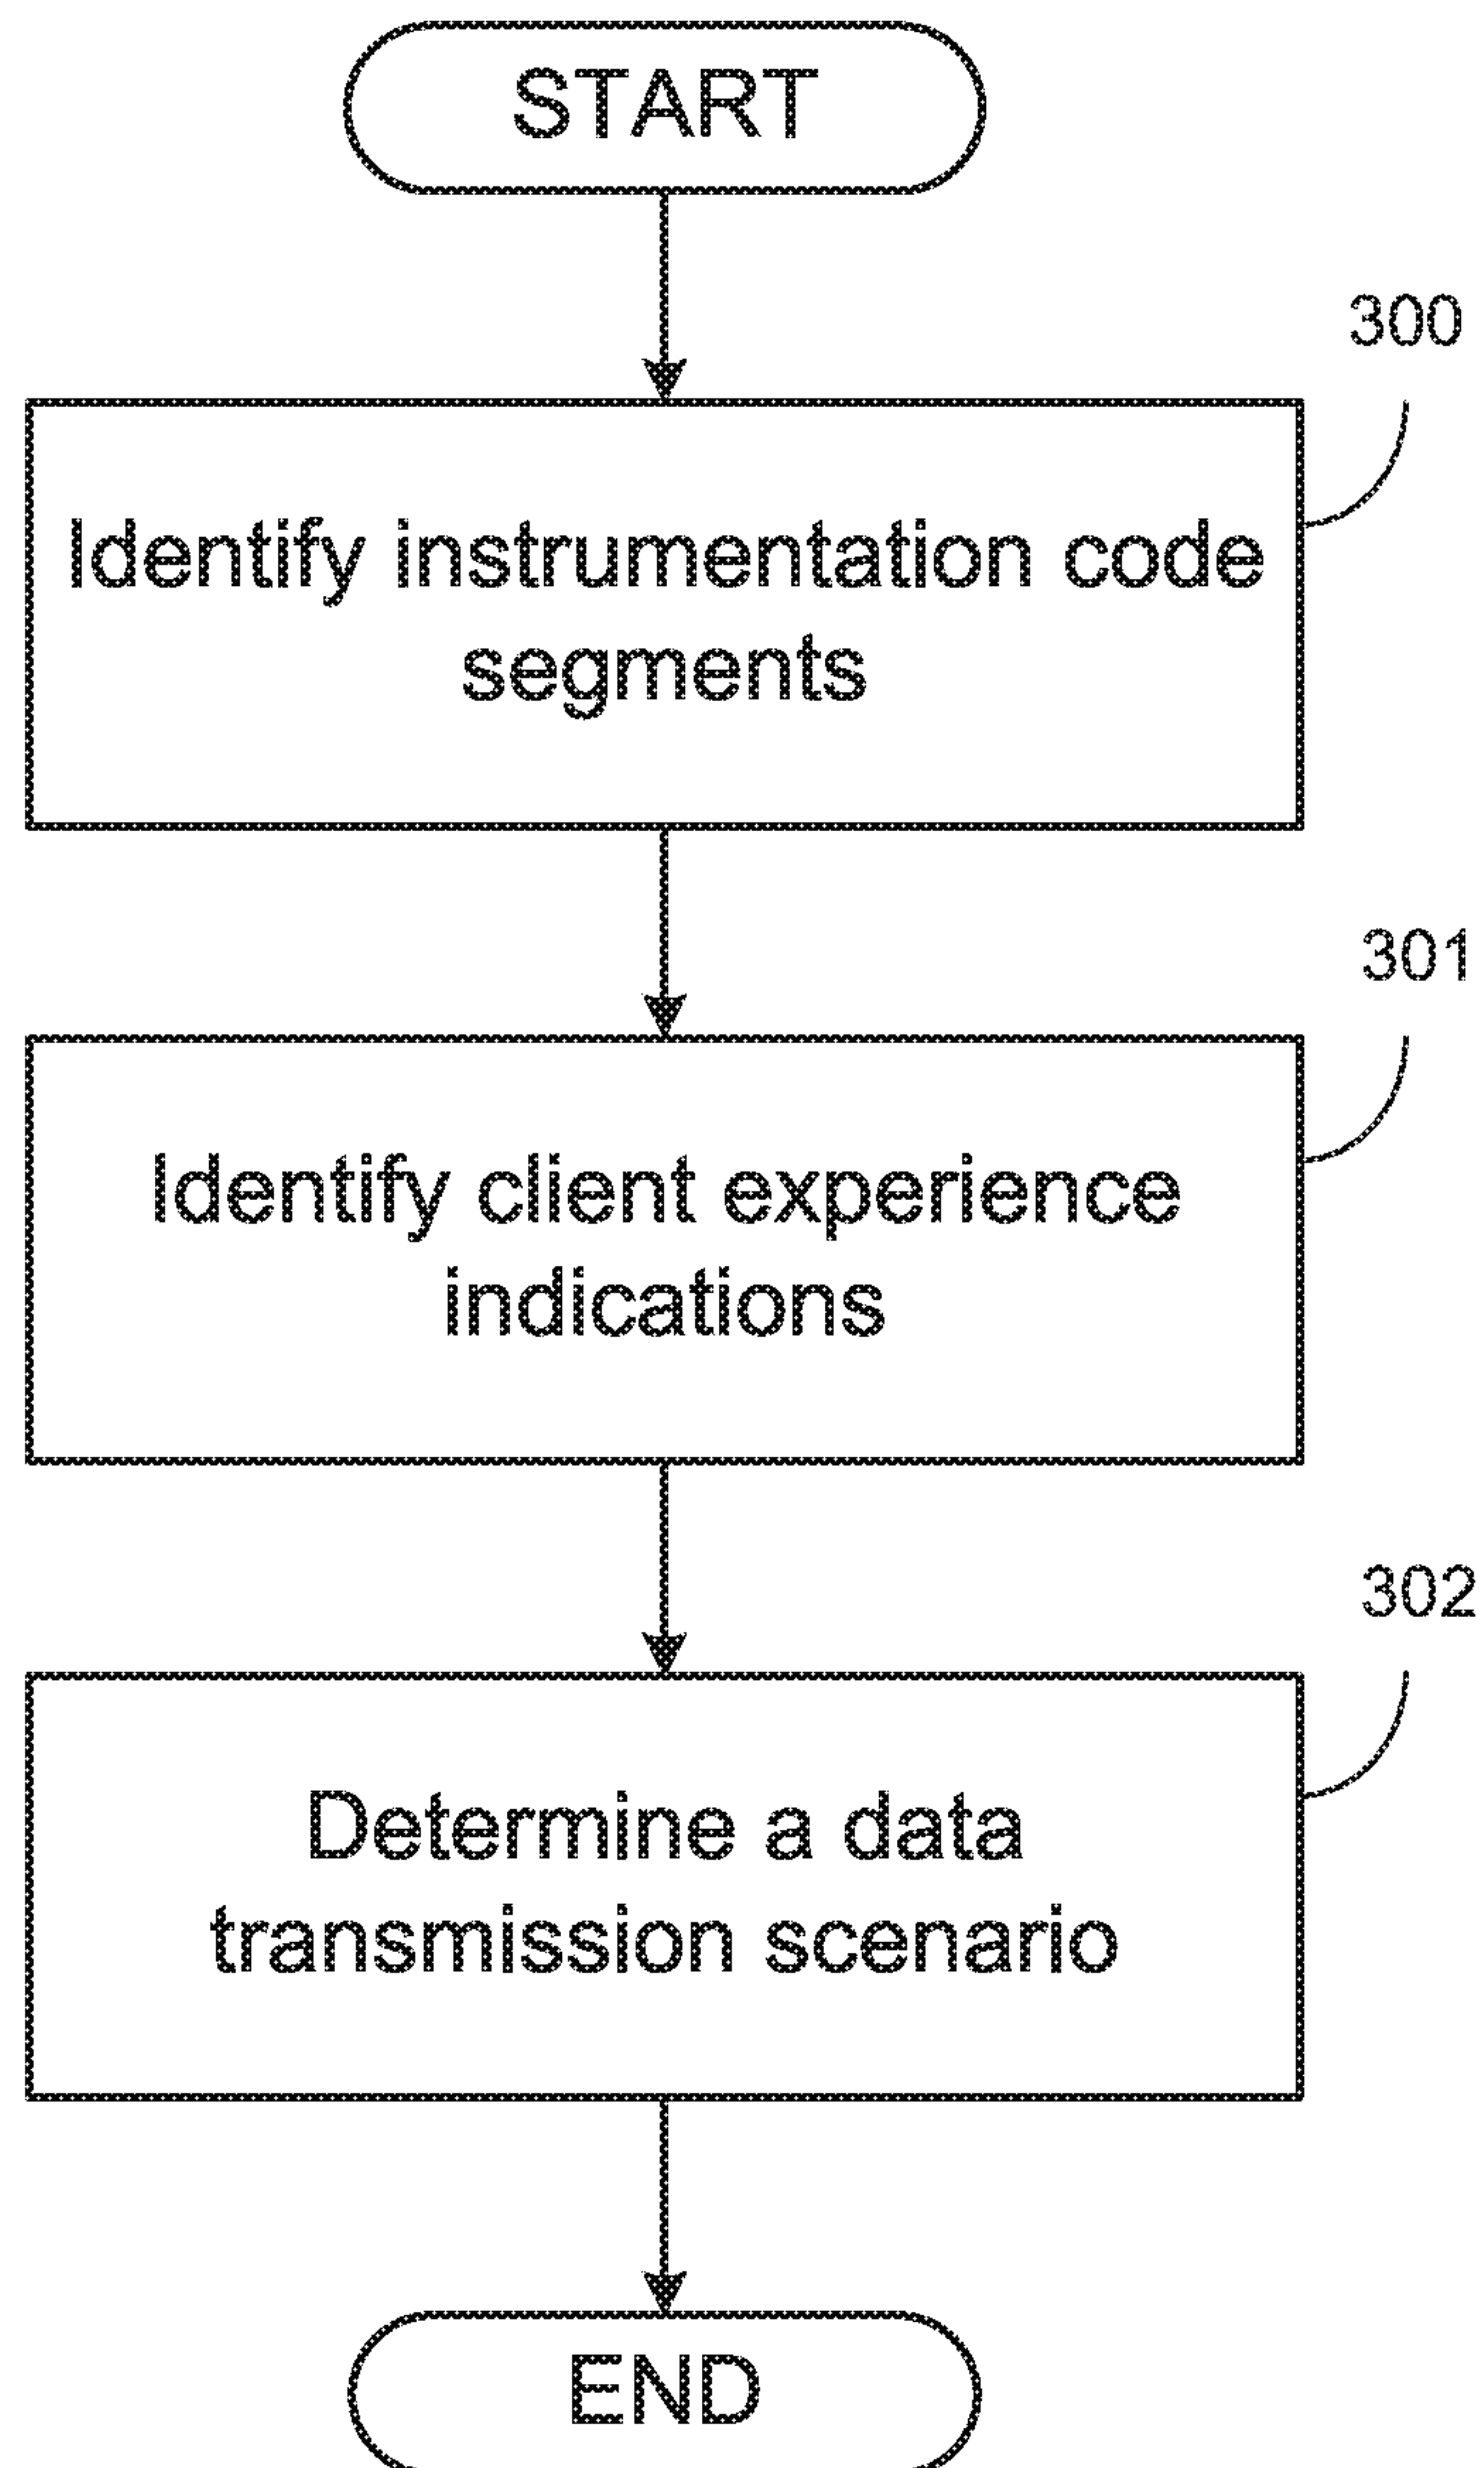 START
300
Identify instrumentation code
segments
301
Identify client experience
indications
302
Determine a data
transmission scenario
END